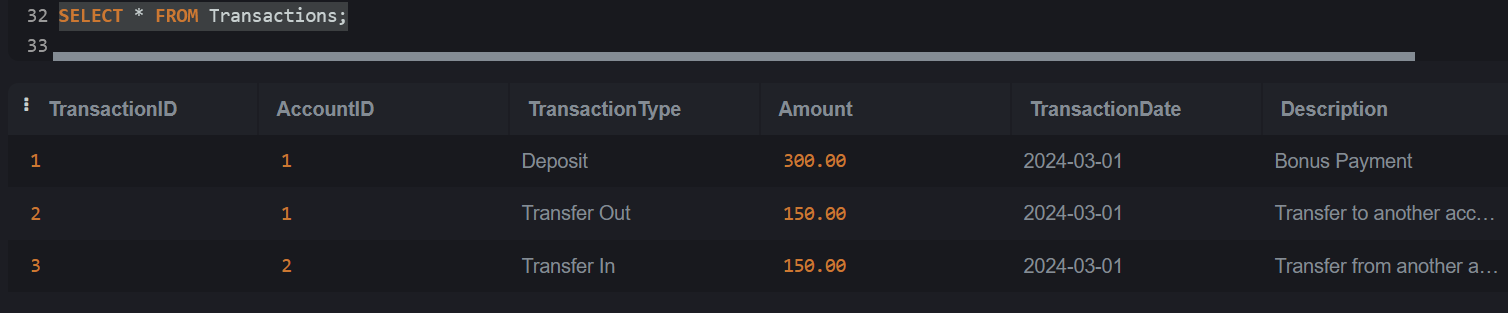 32 SELECT * FROM Transactions;
33
TransactionID AccountID TransactionType Amount TransactionDate Description
1 1 Deposit 300.00 2024-03-01 Bonus Payment
2 1 Transfer Out 150.00 2024-03-01 Transfer to another acc…
3 2 Transfer In 150.00 2024-03-01 Transfer from another a…